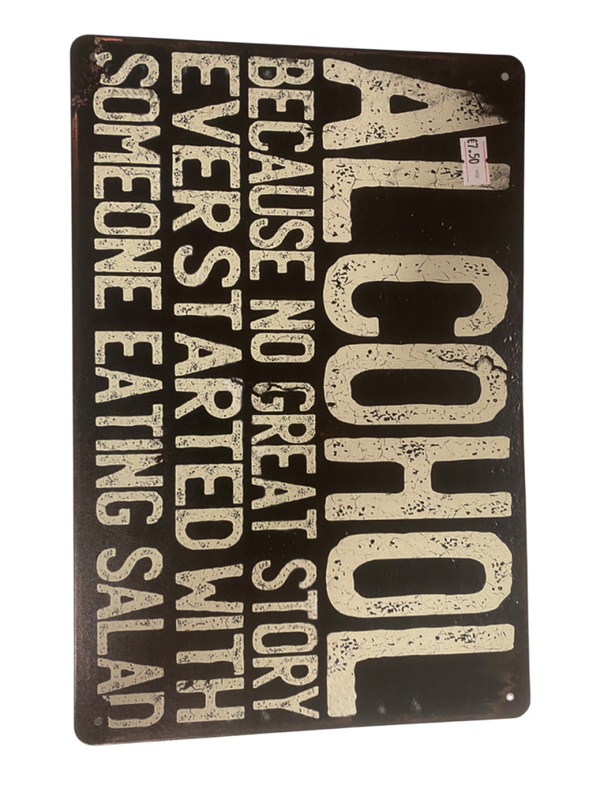 ALCOHOL
€7.50
BECAUSE NO GREAT STORY
EVER STARTED WITH
SOMEONE EATING SALAD